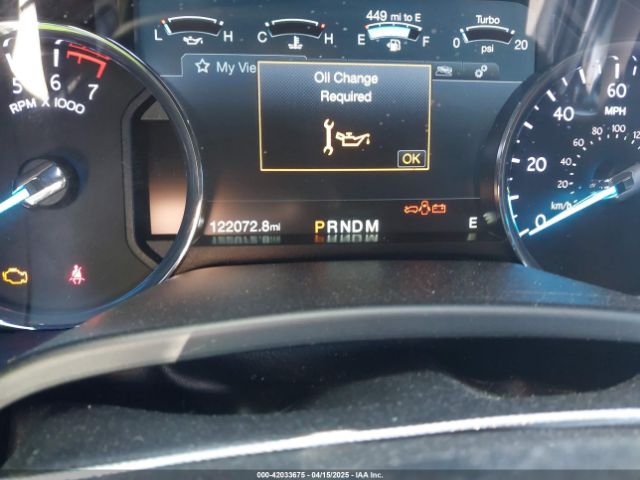 449 mi to E
Turbo
L H C H E F 0 20
psi
My Vie
Oil Change
Required
OK
5 6 7
RPM X 1000
122072.8mi
PRNDM
E
60
MPH
40
20
0
100
80
60
40
20
km/h
000-42033675 - 04/15/2025 - IAA Inc.